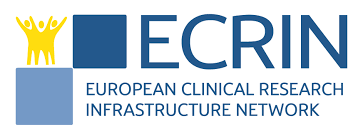 ECRIN
EUROPEAN CLINICAL RESEARCH
INFRASTRUCTURE NETWORK